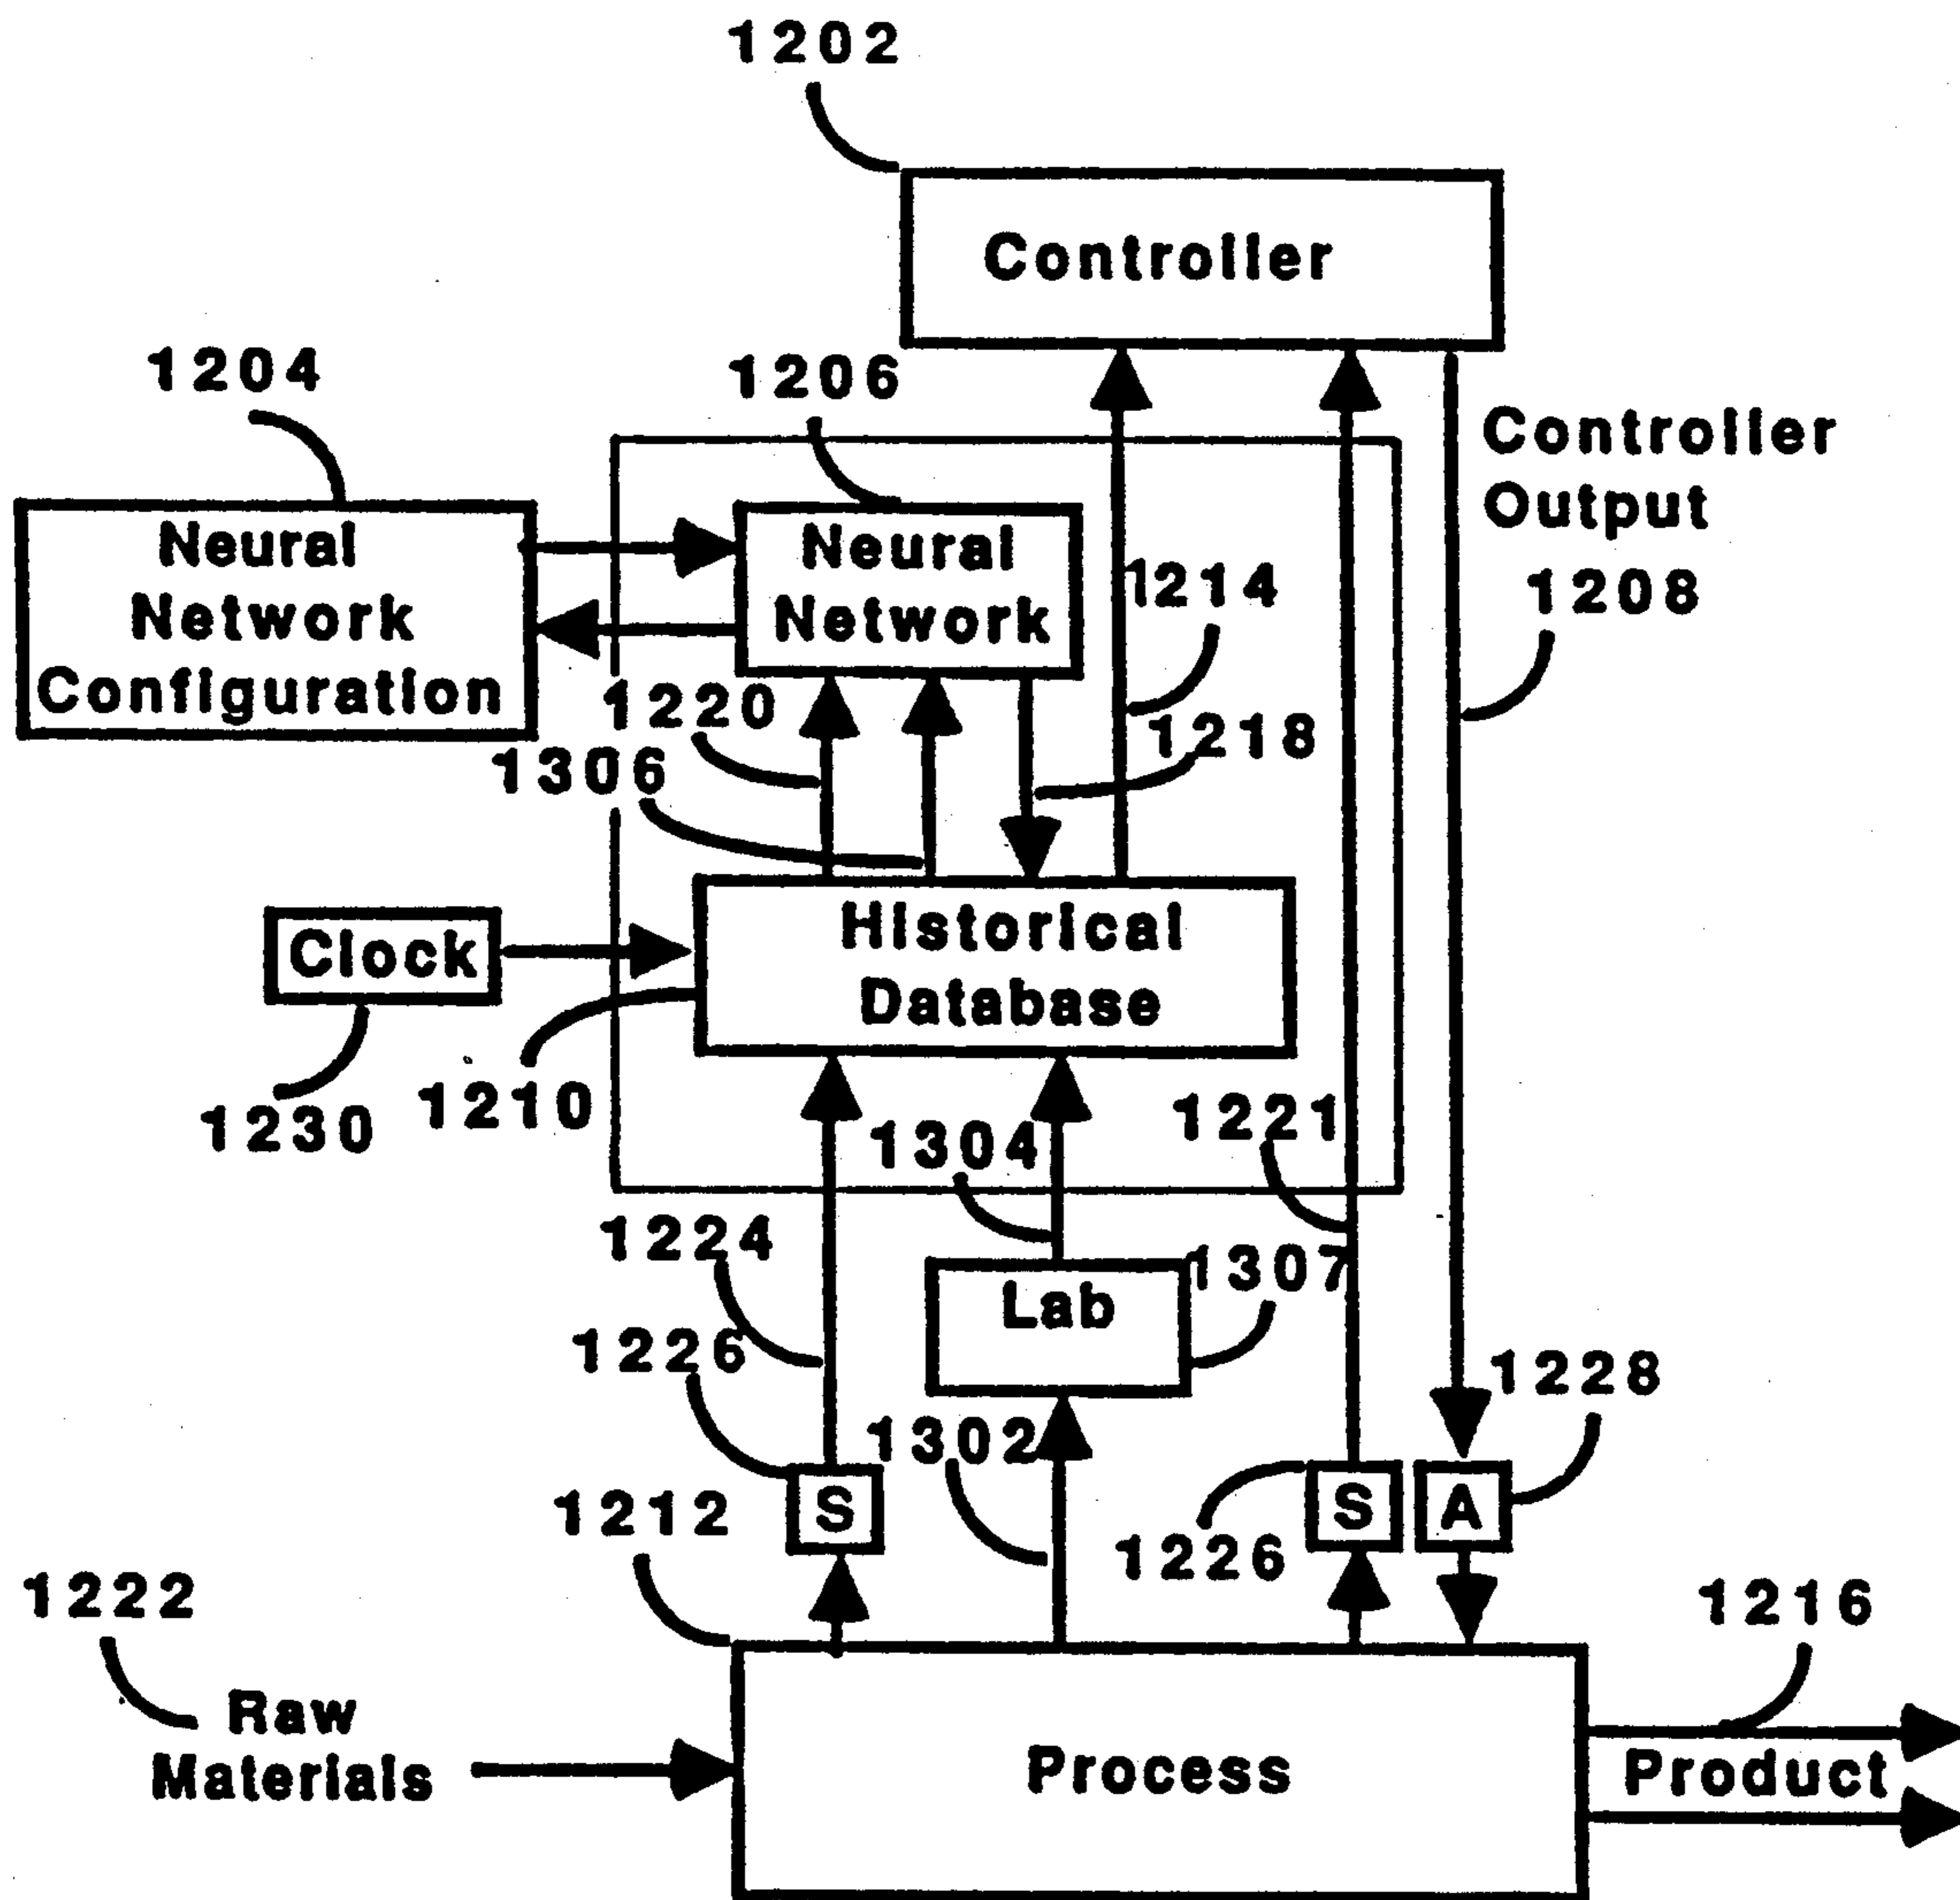 1202
Controller
1204
1206
Controller
Output
Neural
Network
Configuration
Neural
Network
1214
1208
1220
1218
1306
Clock
Historical
Database
1230
1210
1304
1221
1224
Lab
1307
1226
1228
1302
1212
S
1226
S
A
1222
1216
Raw
Materials
Process
Product